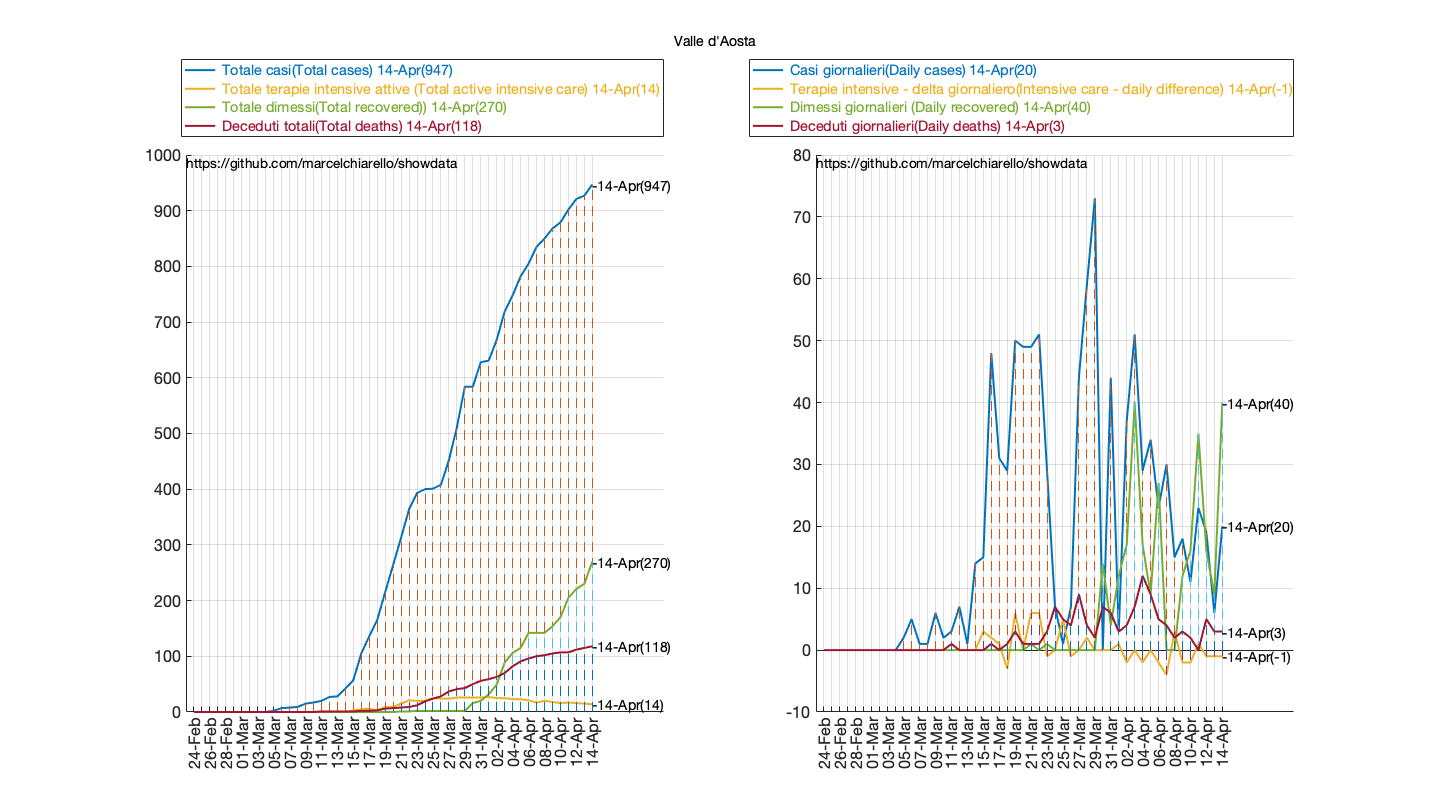 Valle d'Aosta
Totale casi(Total cases) 14-Apr(947)
Totale terapie intensive attive (Total active intensive care) 14-Apr(14)
Totale dimessi(Total recovered)) 14-Apr(270)
Deceduti totali(Total deaths) 14-Apr(118)
https://github.com/marcelchiarello/showdata
1000
900
800
700
600
500
400
300
200
100
0
14-Apr(947)
14-Apr(270)
14-Apr(118)
14-Apr(14)
24-Feb
26-Feb
28-Feb
01-Mar
03-Mar
05-Mar
07-Mar
09-Mar
11-Mar
13-Mar
15-Mar
17-Mar
19-Mar
21-Mar
23-Mar
25-Mar
27-Mar
29-Mar
31-Mar
02-Apr
04-Apr
06-Apr
08-Apr
10-Apr
12-Apr
14-Apr
Casi giornalieri(Daily cases) 14-Apr(20)
Terapie intensive - delta giornaliero(Intensive care - daily difference) 14-Apr(-1)
Dimessi giornalieri (Daily recovered) 14-Apr(40)
Deceduti giornalieri(Daily deaths) 14-Apr(3)
https://github.com/marcelchiarello/showdata
80
70
60
50
40
30
20
10
0
-10
14-Apr(40)
14-Apr(20)
14-Apr(3)
14-Apr(-1)
24-Feb
26-Feb
28-Feb
01-Mar
03-Mar
05-Mar
07-Mar
09-Mar
11-Mar
13-Mar
15-Mar
17-Mar
19-Mar
21-Mar
23-Mar
25-Mar
27-Mar
29-Mar
31-Mar
02-Apr
04-Apr
06-Apr
08-Apr
10-Apr
12-Apr
14-Apr